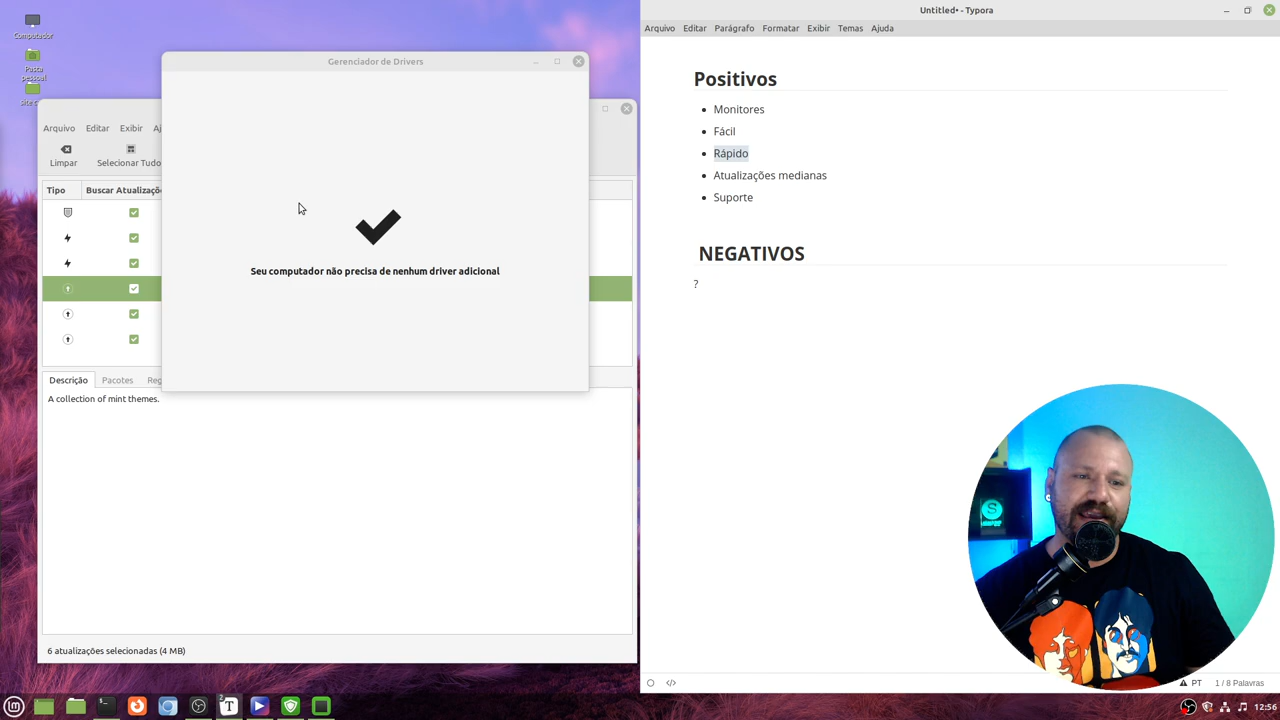 Computador
Pasta
pessoal
Gerenciador de Drivers
Seu computador não precisa de nenhum driver adicional
Arquivo Editar Exibir
Limpar Selecionar Tudo
Tipo
Descrição Pacotes
A collection of mint themes.
6 atualizações selecionadas (4 MB)
Untitled• - Typora
Arquivo Editar Parágrafo Formatar Exibir Temas Ajuda
Positivos
• Monitores
• Fácil
• Rápido
• Atualizações medianas
• Suporte
NEGATIVOS
?
</> PT 1 / 8 Palavras
2 T 12:56